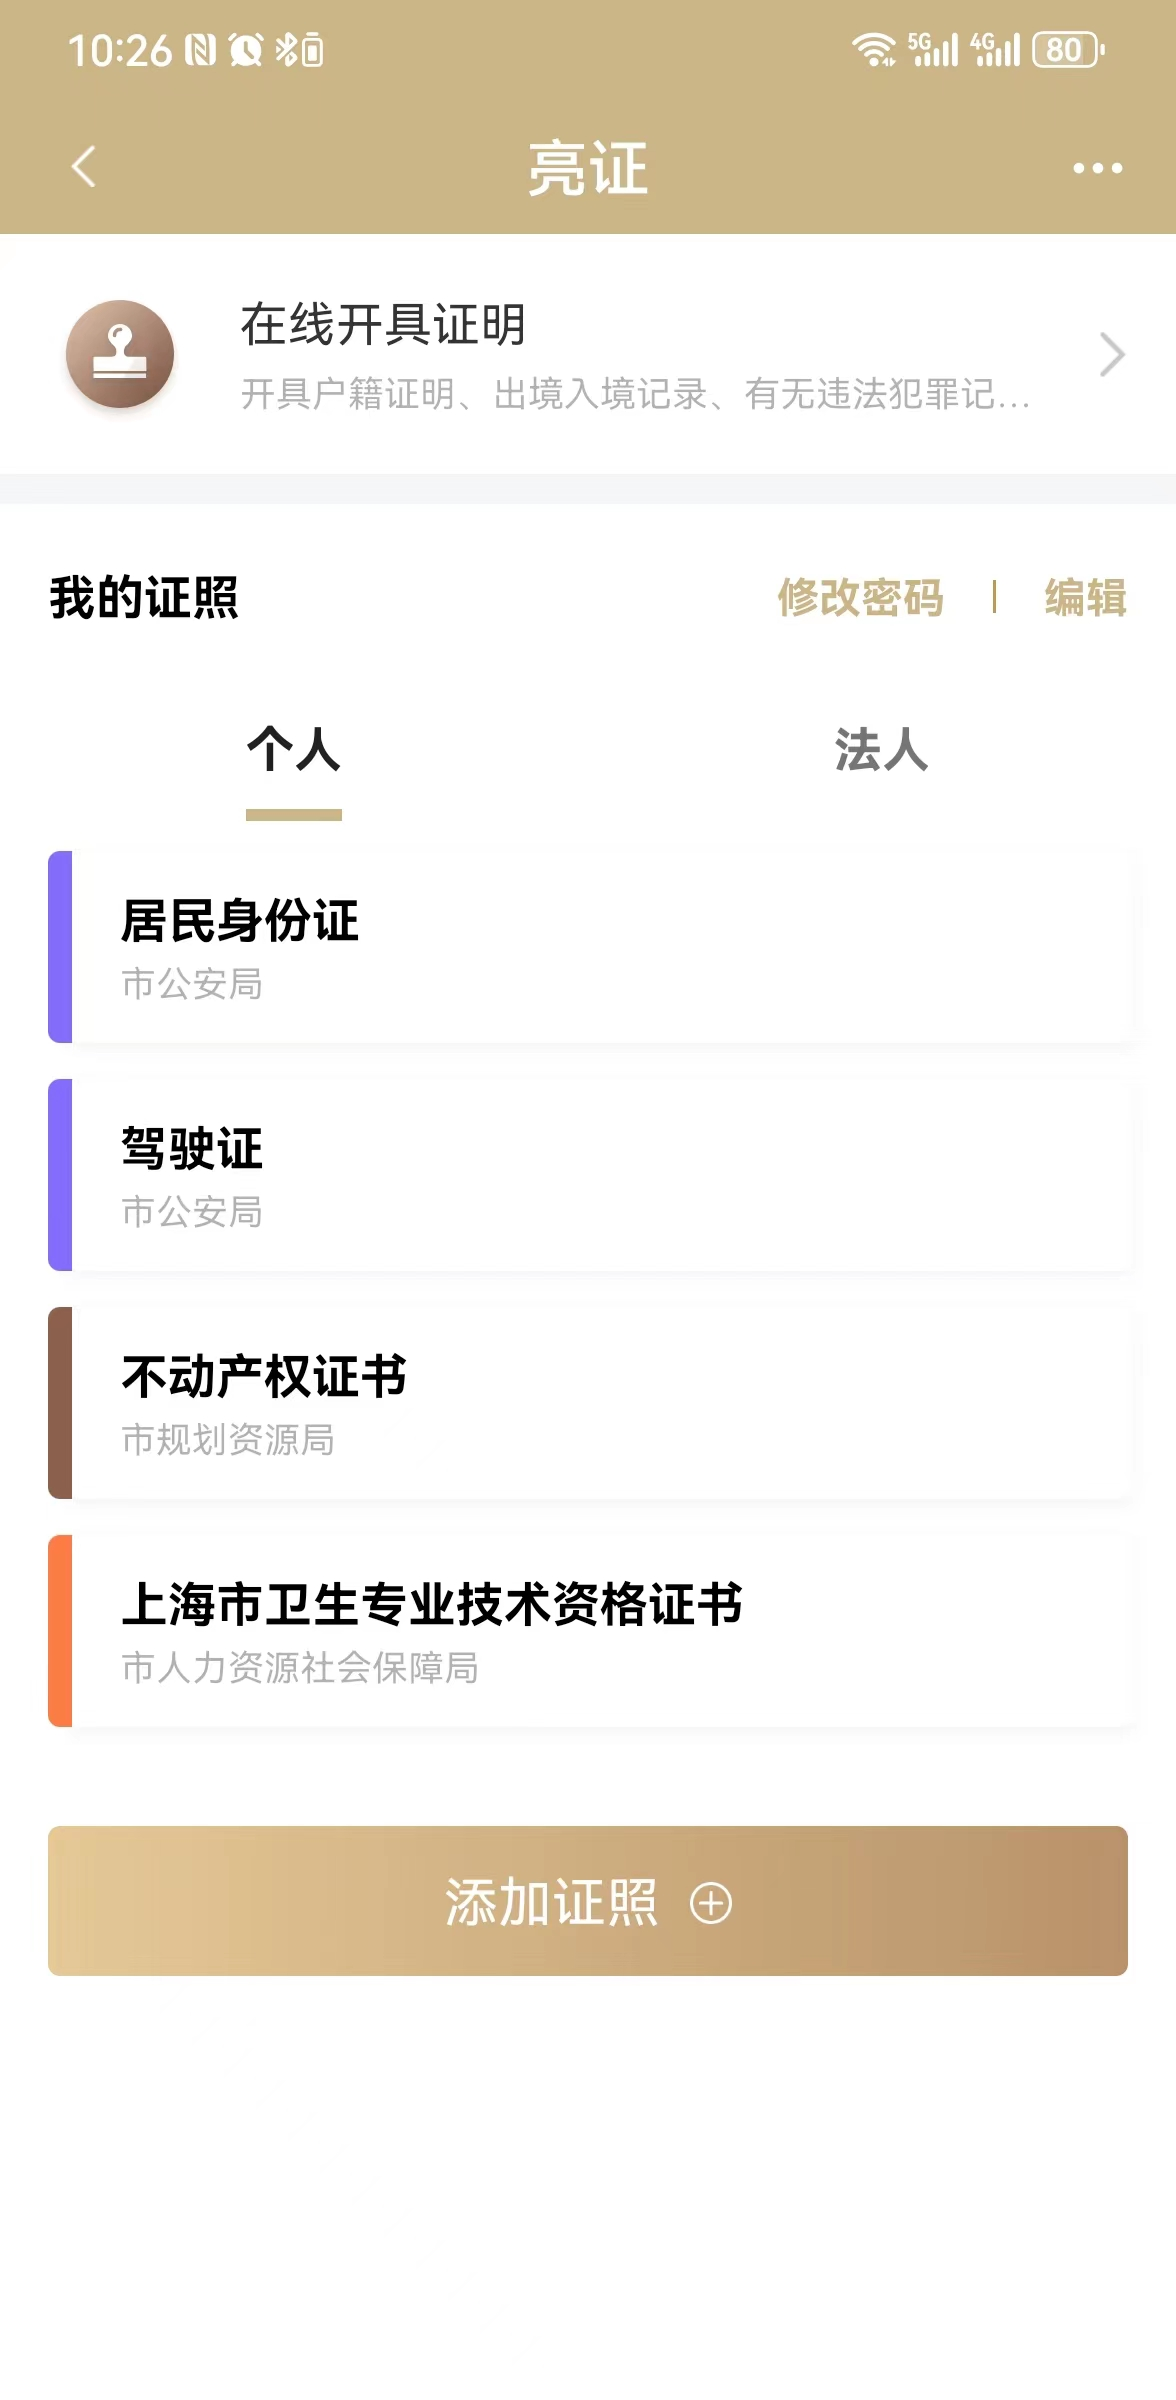 10:26 5G 4G 80
亮证
在线开具证明
开具户籍证明、出境入境记录、有无违法犯罪记...
我的证照 修改密码 | 编辑
个人 法人
居民身份证
市公安局
驾驶证
市公安局
不动产权证书
市规划资源局
上海市卫生专业技术资格证书
市人力资源社会保障局
添加证照